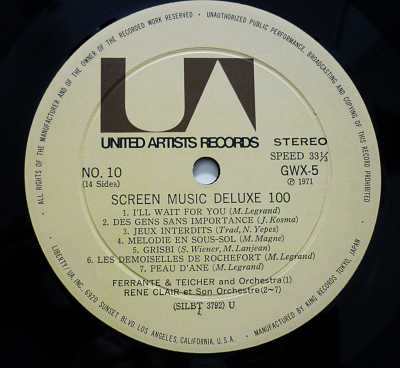 ALL RIGHTS OF THE MANUFACTURER AND OF THE OWNER OF THE RECORDED WORK RESERVED • UNAUTHORIZED PUBLIC PERFORMANCE, BROADCASTING AND COPYING OF THIS RECORD PROHIBITED
UA
UNITED ARTISTS RECORDS
STEREO
SPEED 33⅓
NO. 10
(14 Sides)
GWX-5
Ⓟ 1971
SCREEN MUSIC DELUXE 100
1. I'LL WAIT FOR YOU (M. Legrand)
2. DES GENS SANS IMPORTANCE (J. Kosma)
3. JEUX INTERDITS (Trad, N. Yepes)
4. MELODIE EN SOUS-SOL (M. Magne)
5. GRISBI (S. Wiener, M. Lanjean)
6. LES DEMOISELLES DE ROCHEFORT (M. Legrand)
7. PEAU D'ANE (M. Legrand)
FERRANTE & TEICHER and Orchestra(1)
RENE CLAIR et Son Orchestre(2~7)
(SILBT 3792) U
LIBERTY/UA, INC. 6920 SUNSET BLVD. LOS ANGELES, CALIFORNIA, U.S.A. • MANUFACTURED BY KING RECORDS TOKYO, JAPAN